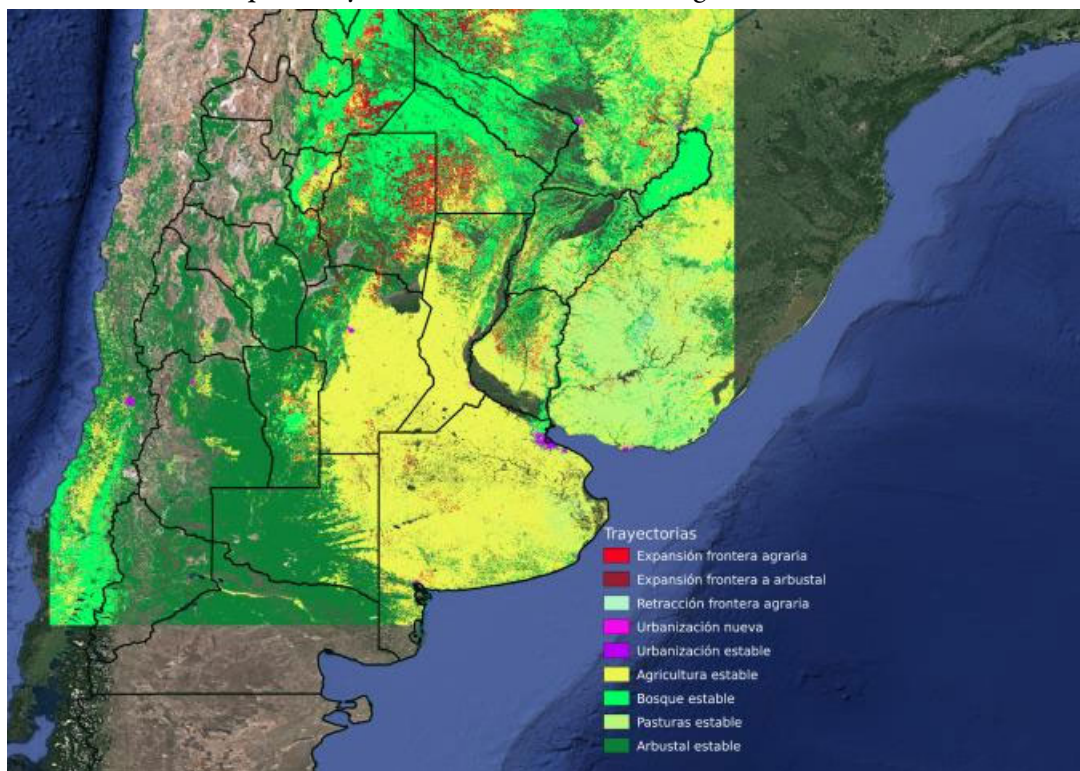 Trayectorias
Expansión frontera agraria
Expansión frontera a arbustal
Retracción frontera agraria
Urbanización nueva
Urbanización estable
Agricultura estable
Bosque estable
Pasturas estable
Arbustal estable